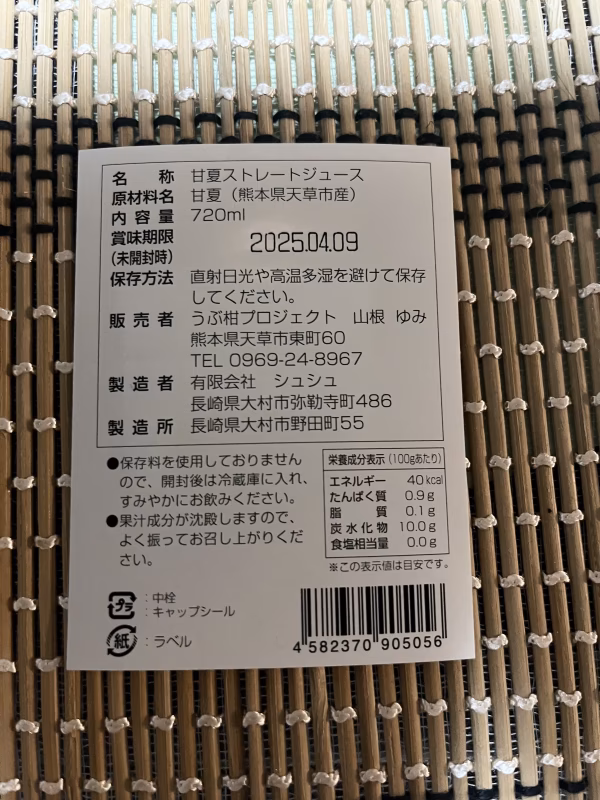 名称 甘夏ストレートジュース
原材料名 甘夏（熊本県天草市産）
内容量 720ml
賞味期限 2025.04.09
（未開封時）
保存方法 直射日光や高温多湿を避けて保存
してください。
販売者 うぶ柑プロジェクト 山根 ゆみ
熊本県天草市東町60
TEL 0969-24-8967
製造者 有限会社 シュシュ
長崎県大村市弥勒寺町486
製造所 長崎県大村市野田町55
●保存料を使用しておりません
ので、開封後は冷蔵庫に入れ、
すみやかにお飲みください。
●果汁成分が沈殿しますので、
よく振ってお召し上がりくだ
さい。
栄養成分表示（100gあたり）
エネルギー 40kcal
たんぱく質 0.9g
脂質 0.1g
炭水化物 10.0g
食塩相当量 0.0g
※この表示値は目安です。
プラ：中栓
：キャップシール
紙：ラベル
4 582370 905056